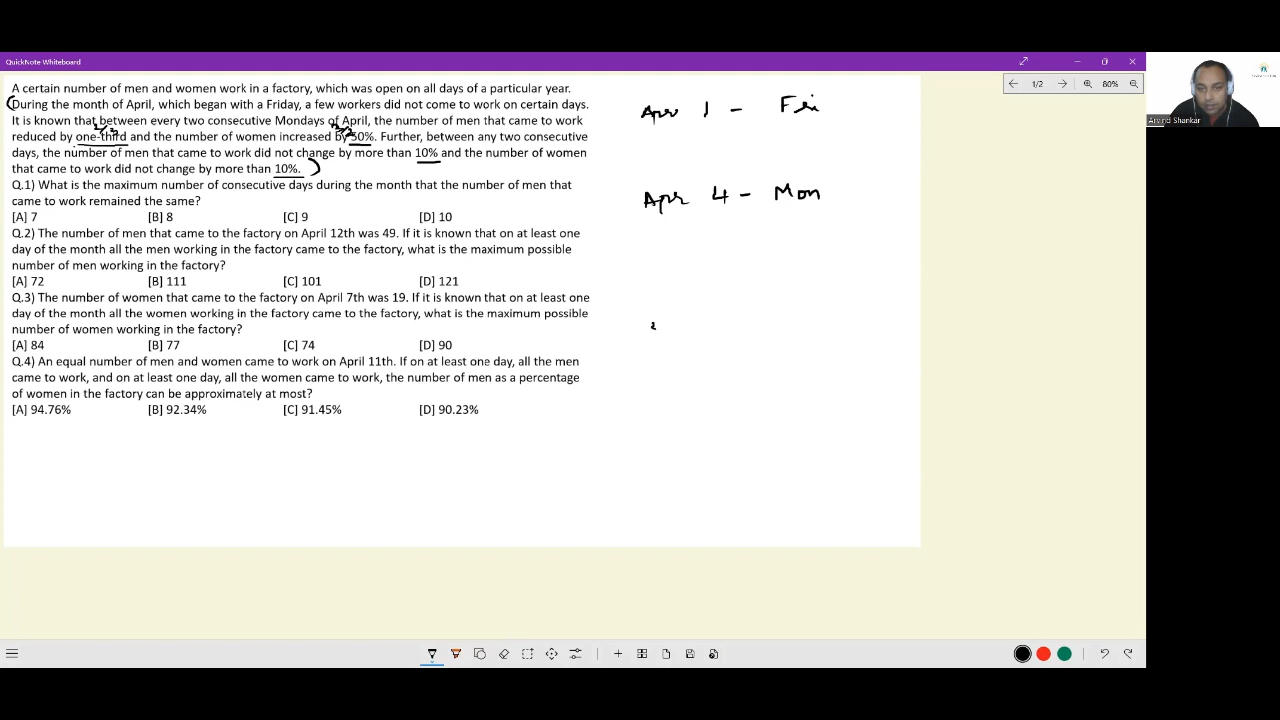 QuickNote Whiteboard
1/2
80%
Arvind Shankar
A certain number of men and women work in a factory, which was open on all days of a particular year.
During the month of April, which began with a Friday, a few workers did not come to work on certain days.
It is known that between every two consecutive Mondays of April, the number of men that came to work
2/3
3/2
reduced by one-third and the number of women increased by 50%. Further, between any two consecutive
days, the number of men that came to work did not change by more than 10% and the number of women
that came to work did not change by more than 10%.
Q.1) What is the maximum number of consecutive days during the month that the number of men that
came to work remained the same?
[A] 7 [B] 8 [C] 9 [D] 10
Q.2) The number of men that came to the factory on April 12th was 49. If it is known that on at least one
day of the month all the men working in the factory came to the factory, what is the maximum possible
number of men working in the factory?
[A] 72 [B] 111 [C] 101 [D] 121
Q.3) The number of women that came to the factory on April 7th was 19. If it is known that on at least one
day of the month all the women working in the factory came to the factory, what is the maximum possible
number of women working in the factory?
[A] 84 [B] 77 [C] 74 [D] 90
Q.4) An equal number of men and women came to work on April 11th. If on at least one day, all the men
came to work, and on at least one day, all the women came to work, the number of men as a percentage
of women in the factory can be approximately at most?
[A] 94.76% [B] 92.34% [C] 91.45% [D] 90.23%
Apr 1 - Fri
Apr 4 - Mon